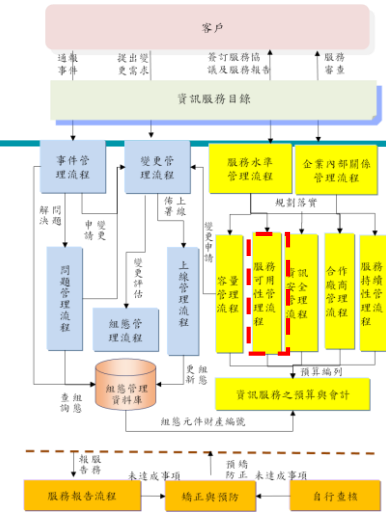 客戶
通報
事件
提出變
更需求
簽訂服務協
議及服務報告
服務
審查
資訊服務目錄
事件管
理流程
變更管
理流程
服務水準
管理流程
企業內部關係
管理流程
規劃落實
解決
問題
申請
變更
佈署
上線
變更申請
變更評估
問題管理流程
組態管
理流程
上線管理流程
容量管理流程
服務可用性管理流程
資訊安全管理流程
合作廠商管理流程
服務持續性管理流程
預算編列
組態管理
資料庫
更新
組態
查詢
組態
資訊服務之預算與會計
組態元件財產編號
報告
服務
未達成事項
預防
矯正
未達成事項
服務報告流程
矯正與預防
自行查核